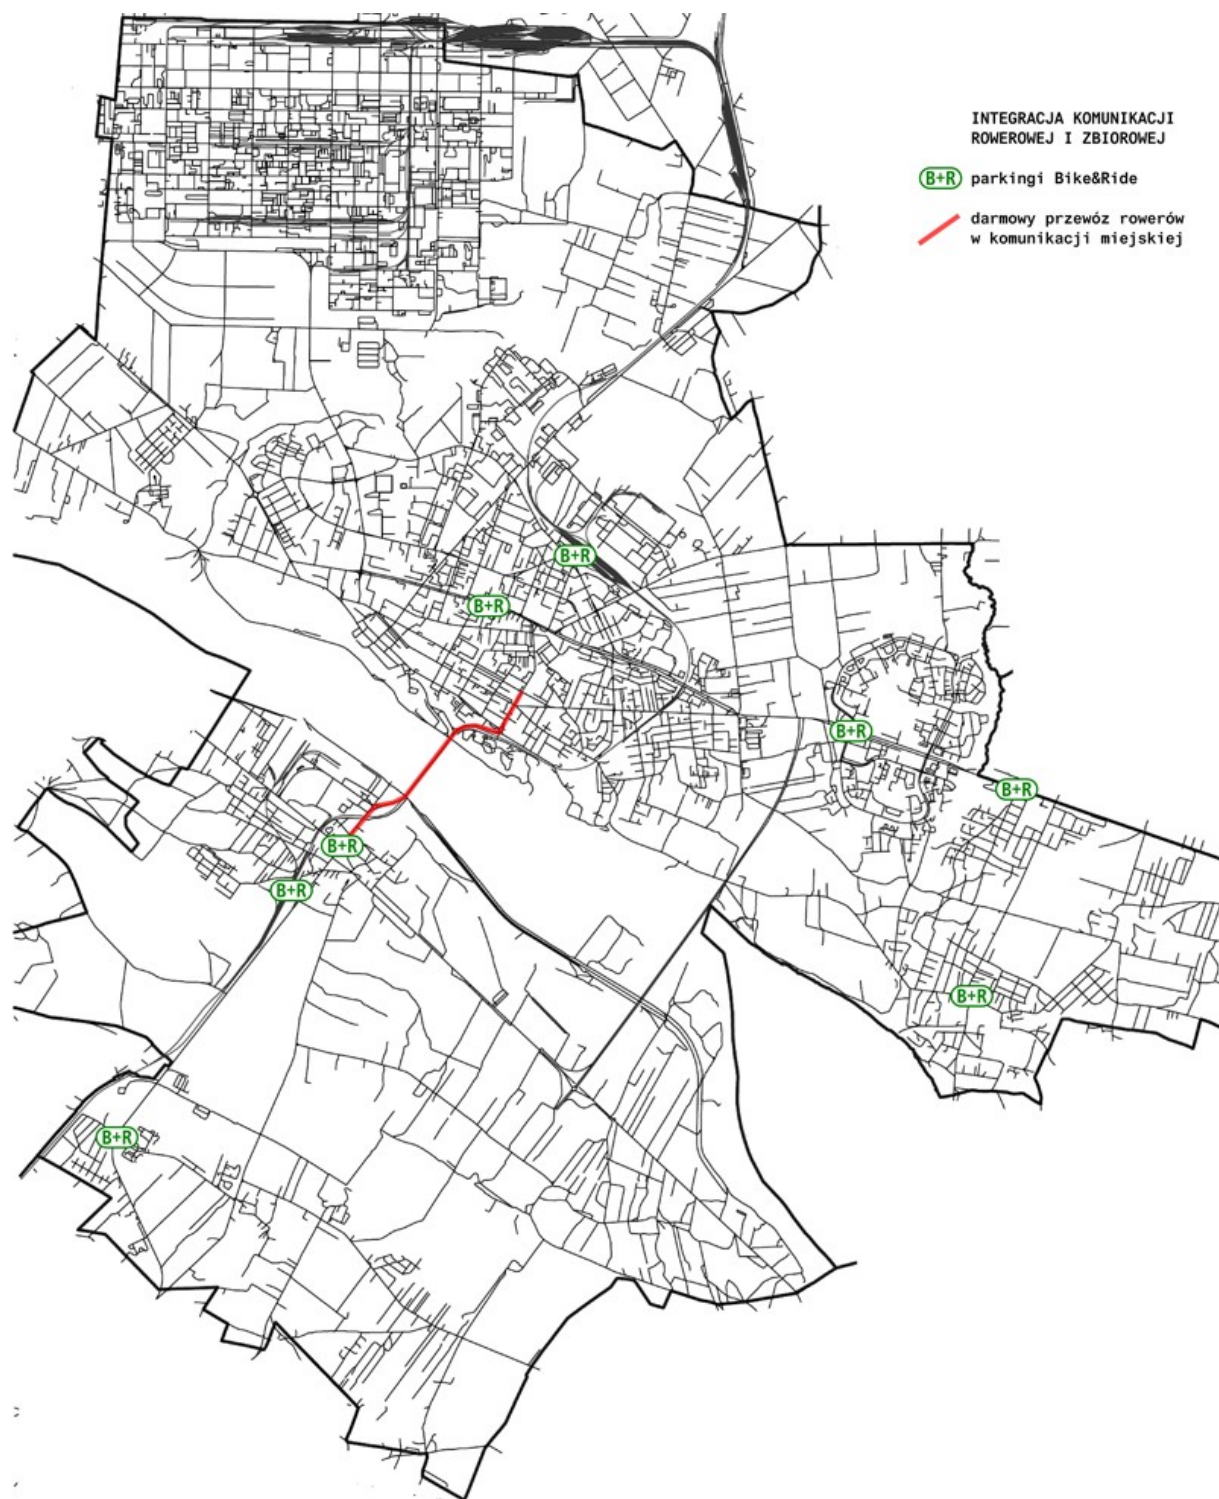 INTEGRACJA KOMUNIKACJI
ROWEROWEJ I ZBIOROWEJ
B+R parkingi Bike&Ride
darmowy przewóz rowerów
w komunikacji miejskiej
B+R
B+R
B+R
B+R
B+R
B+R
B+R
B+R